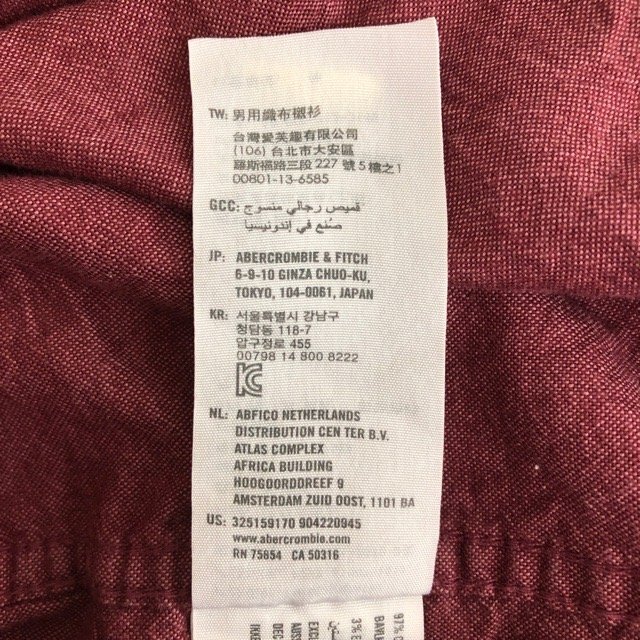 TW: 男用織布襯衫
台灣愛芙趣有限公司
(106) 台北市大安區
羅斯福路三段 227 號 5 樓之 1
00801-13-6585
GCC: قميص رجالي منسوج
صُنع في إندونيسيا
JP: ABERCROMBIE & FITCH
6-9-10 GINZA CHUO-KU,
TOKYO, 104-0061, JAPAN
KR: 서울특별시 강남구
청담동 118-7
압구정로 455
00798 14 800 8222
KC
NL: ABFICO NETHERLANDS
DISTRIBUTION CEN TER B.V.
ATLAS COMPLEX
AFRICA BUILDING
HOOGOORDDREEF 9
AMSTERDAM ZUID OOST, 1101 BA
US: 325159170 904220945
www.abercrombie.com
RN 75654 CA 50316